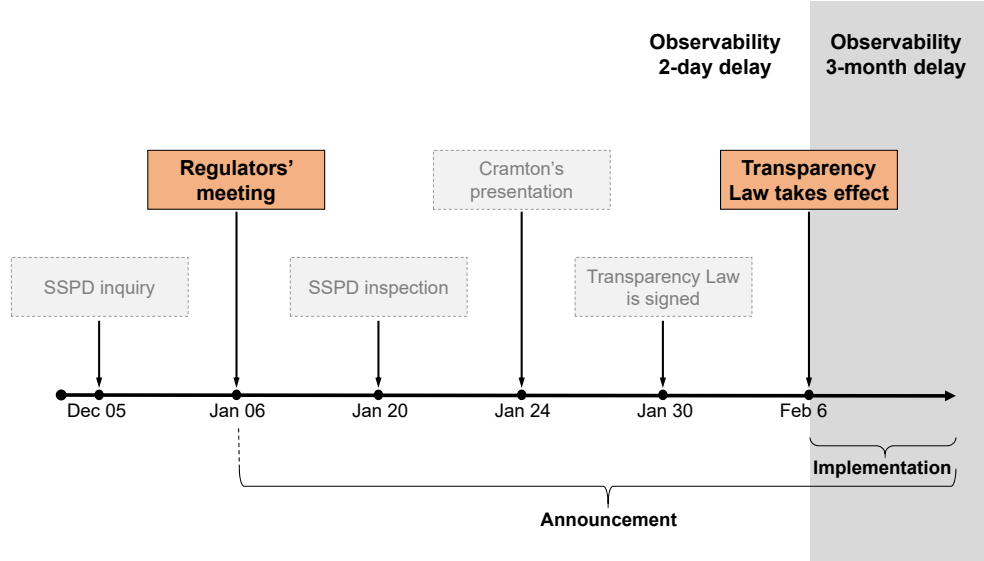 Observability
2-day delay
Observability
3-month delay
Regulators'
meeting
Cramton's
presentation
Transparency
Law takes effect
SSPD inquiry
SSPD inspection
Transparency Law
is signed
Dec 05
Jan 06
Jan 20
Jan 24
Jan 30
Feb 6
Implementation
Announcement